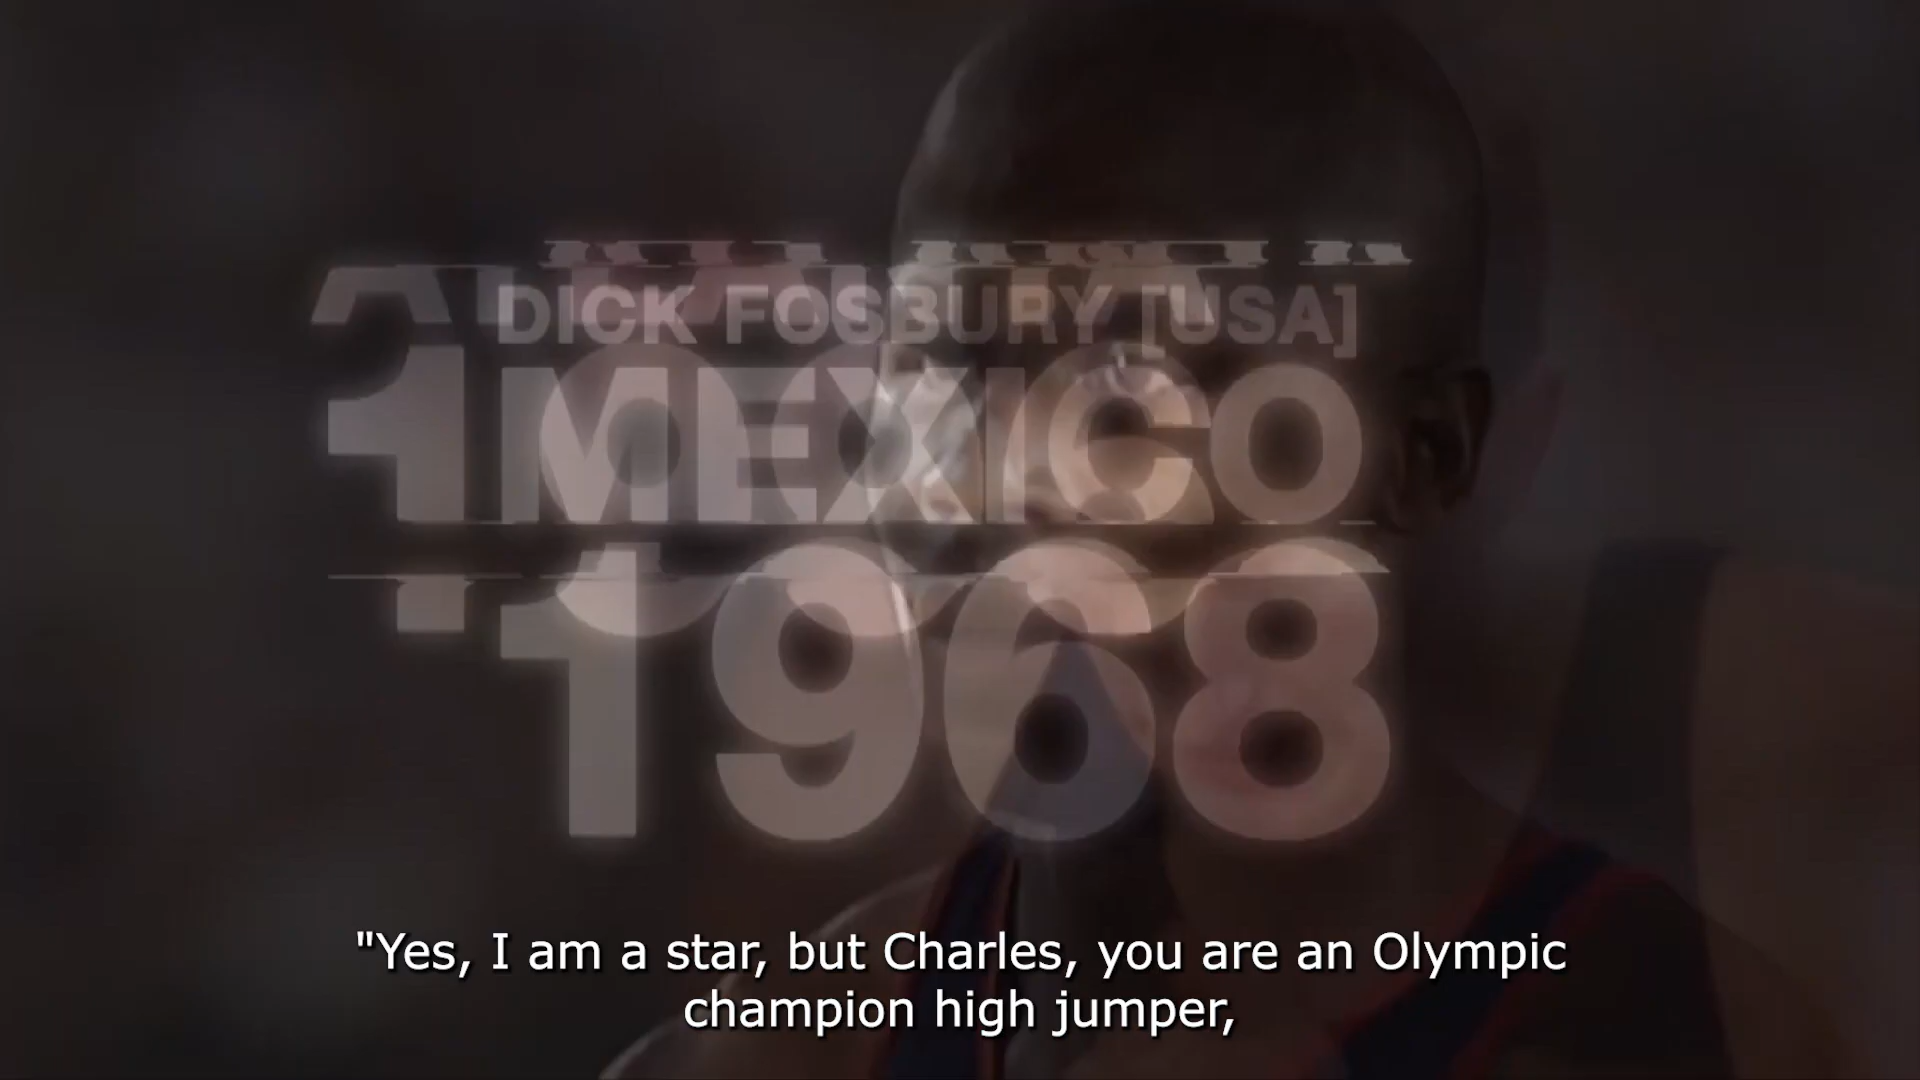 DICK FOSBURY [USA]
MEXICO
1968
"Yes, I am a star, but Charles, you are an Olympic
champion high jumper,